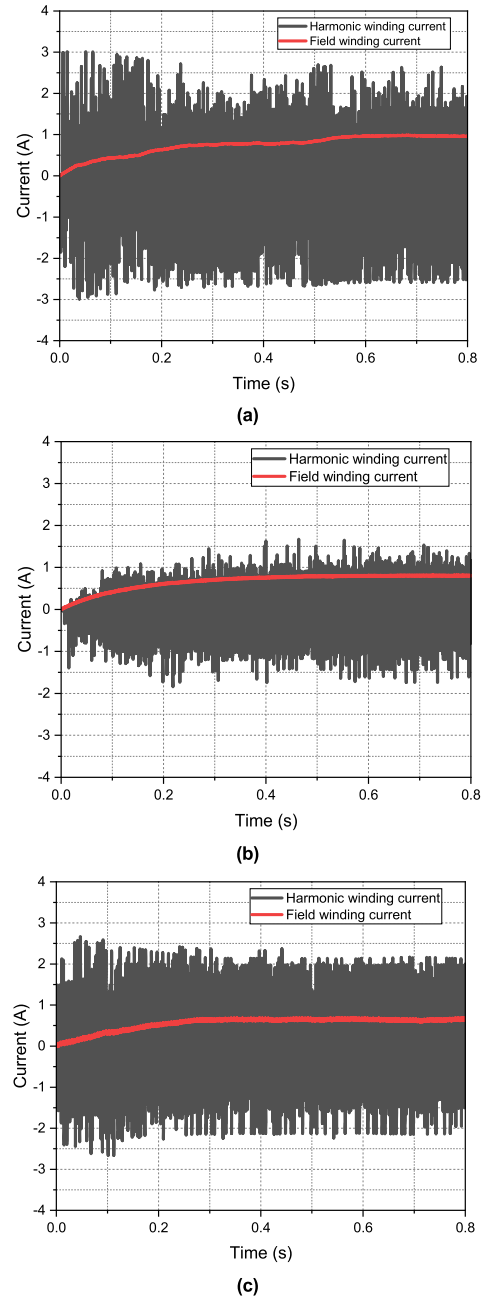 Harmonic winding current
Field winding current
4
3
2
1
0
-1
-2
-3
-4
Current (A)
0.0 0.2 0.4 0.6 0.8
Time (s)
(a)
Harmonic winding current
Field winding current
4
3
2
1
0
-1
-2
-3
-4
Current (A)
0.0 0.2 0.4 0.6 0.8
Time (s)
(b)
Harmonic winding current
Field winding current
4
3
2
1
0
-1
-2
-3
-4
Current (A)
0.0 0.2 0.4 0.6 0.8
Time (s)
(c)